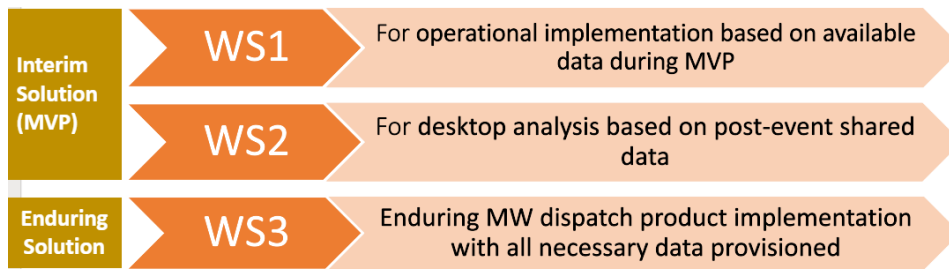 Interim
Solution
(MVP)
WS1
For operational implementation based on available
data during MVP
WS2
For desktop analysis based on post-event shared
data
Enduring
Solution
WS3
Enduring MW dispatch product implementation
with all necessary data provisioned